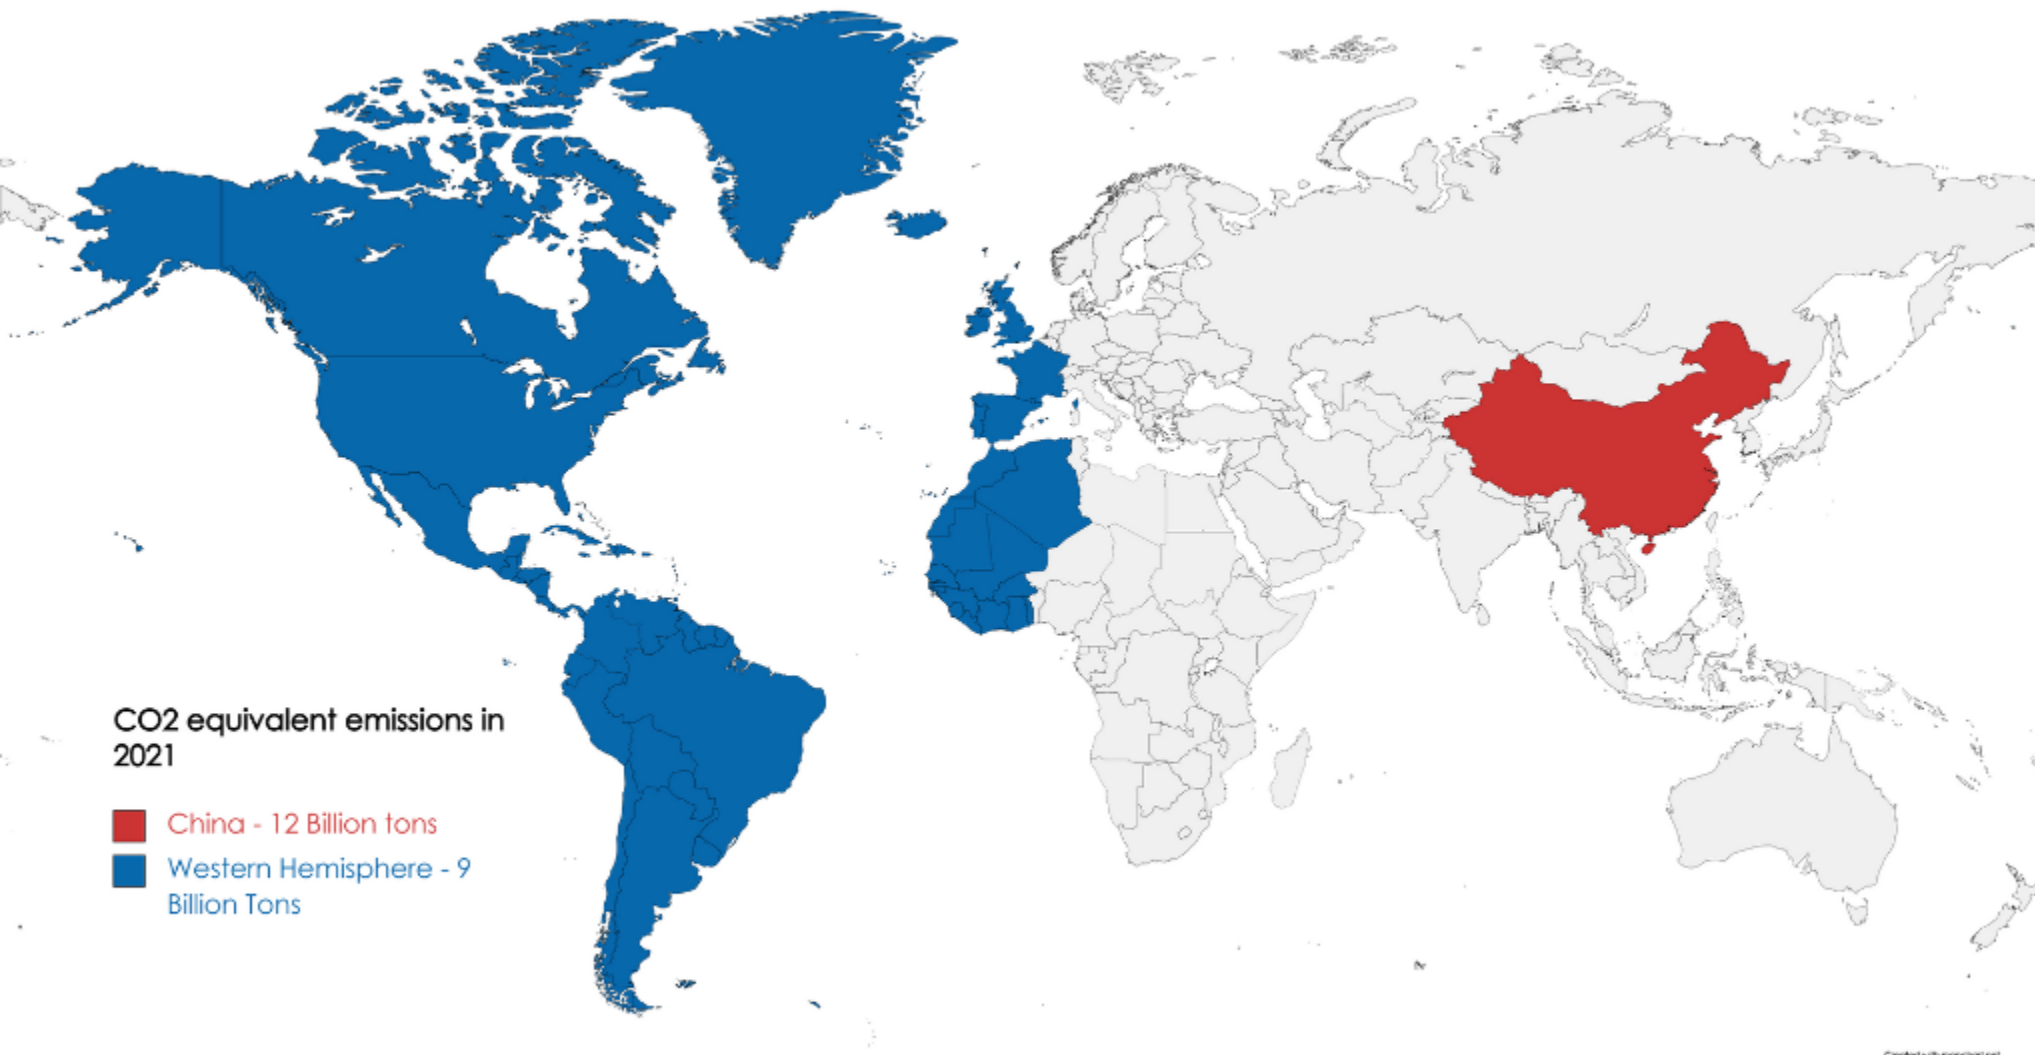 CO2 equivalent emissions in
2021
China - 12 Billion tons
Western Hemisphere - 9
Billion Tons